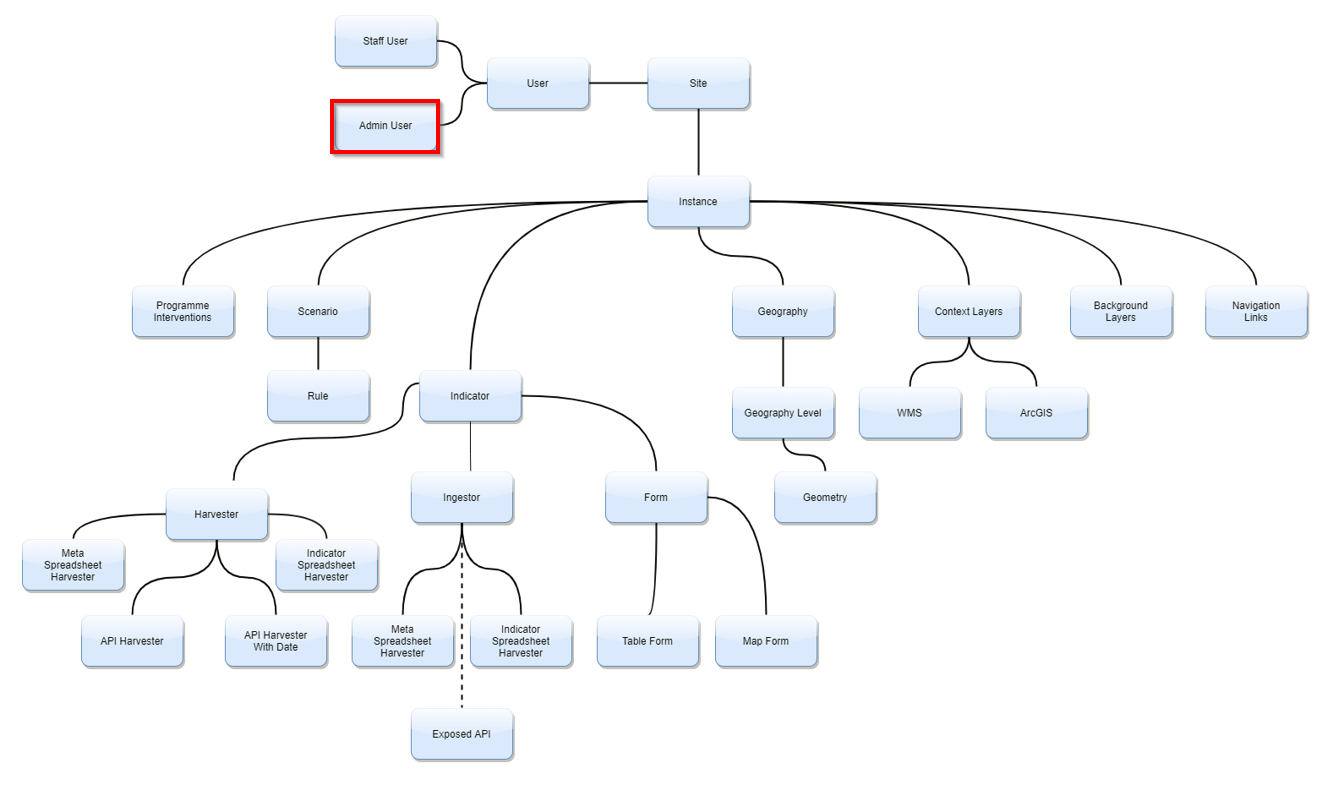 Staff User
User
Site
Admin User
Instance
Programme
Interventions
Scenario
Geography
Context Layers
Background
Layers
Navigation
Links
Rule
Indicator
Geography Level
WMS
ArcGIS
Harvester
Ingestor
Form
Geometry
Meta
Spreadsheet
Harvester
Indicator
Spreadsheet
Harvester
API Harvester
API Harvester
With Date
Meta
Spreadsheet
Harvester
Indicator
Spreadsheet
Harvester
Table Form
Map Form
Exposed API